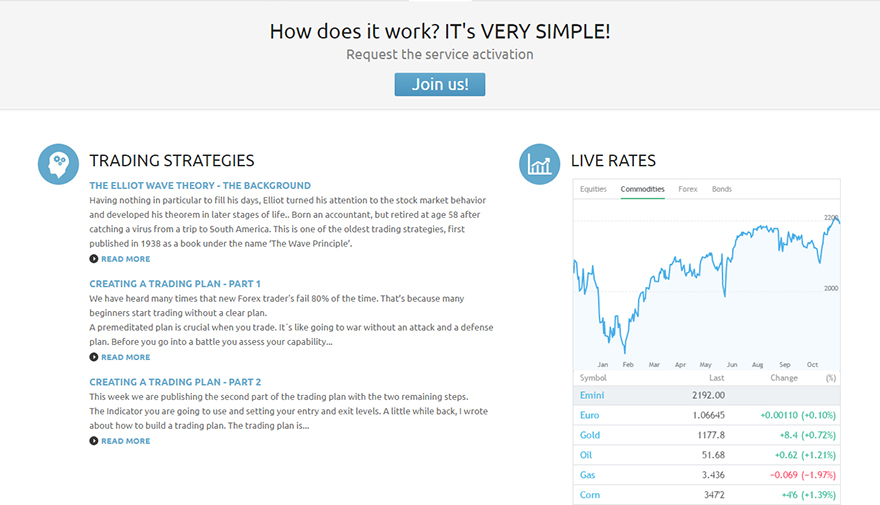 How does it work? IT's VERY SIMPLE!
Request the service activation
Join us!
TRADING STRATEGIES
THE ELLIOT WAVE THEORY - THE BACKGROUND
Having nothing in particular to fill his days, Elliot turned his attention to the stock market behavior
and developed his theorem in later stages of life.. Born an accountant, but retired at age 58 after
catching a virus from a trip to South America. This is one of the oldest trading strategies, first
published in 1938 as a book under the name ‘The Wave Principle’.
READ MORE
CREATING A TRADING PLAN - PART 1
We have heard many times that new Forex trader's fail 80% of the time. That's because many
beginners start trading without a clear plan.
A premeditated plan is crucial when you trade. It´s like going to war without an attack and a defense
plan. Before you go into a battle you assess your capability...
READ MORE
CREATING A TRADING PLAN - PART 2
This week we are publishing the second part of the trading plan with the two remaining steps.
The Indicator you are going to use and setting your entry and exit levels. A little while back, I wrote
about how to build a trading plan. The trading plan is...
READ MORE
LIVE RATES
Equities Commodities Forex Bonds
2200
2000
Jan Feb Mar Apr May Jun Aug Sep Oct
Symbol Last Change (%)
Emini 2192.00
Euro 1.06645 +0.00110 (+0.10%)
Gold 1177.8 +8.4 (+0.72%)
Oil 51.68 +0.62 (+1.21%)
Gas 3.436 -0.069 (-1.97%)
Corn 347'2 +4'6 (+1.39%)